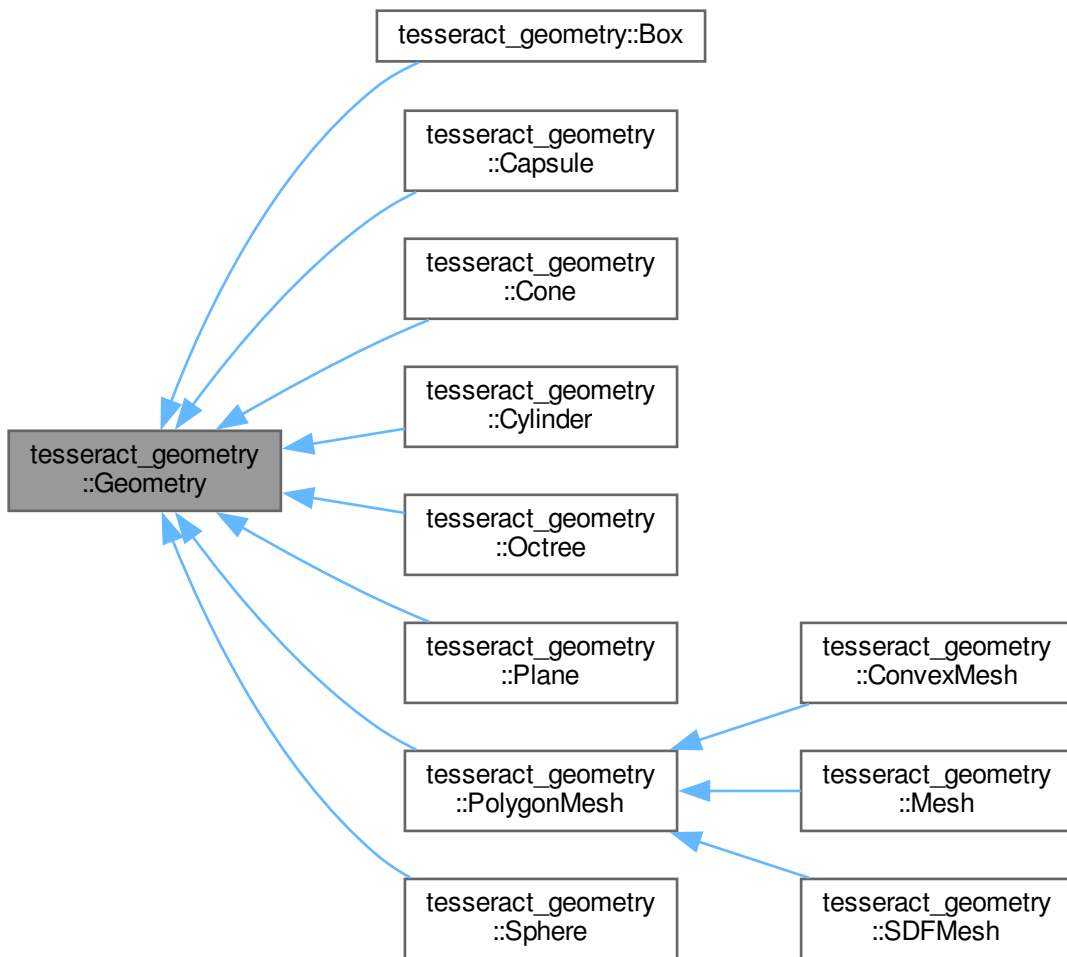 tesseract_geometry::Box
tesseract_geometry
::Capsule
tesseract_geometry
::Cone
tesseract_geometry
::Cylinder
tesseract_geometry
::Geometry
tesseract_geometry
::Octree
tesseract_geometry
::Plane
tesseract_geometry
::ConvexMesh
tesseract_geometry
::PolygonMesh
tesseract_geometry
::Mesh
tesseract_geometry
::Sphere
tesseract_geometry
::SDFMesh